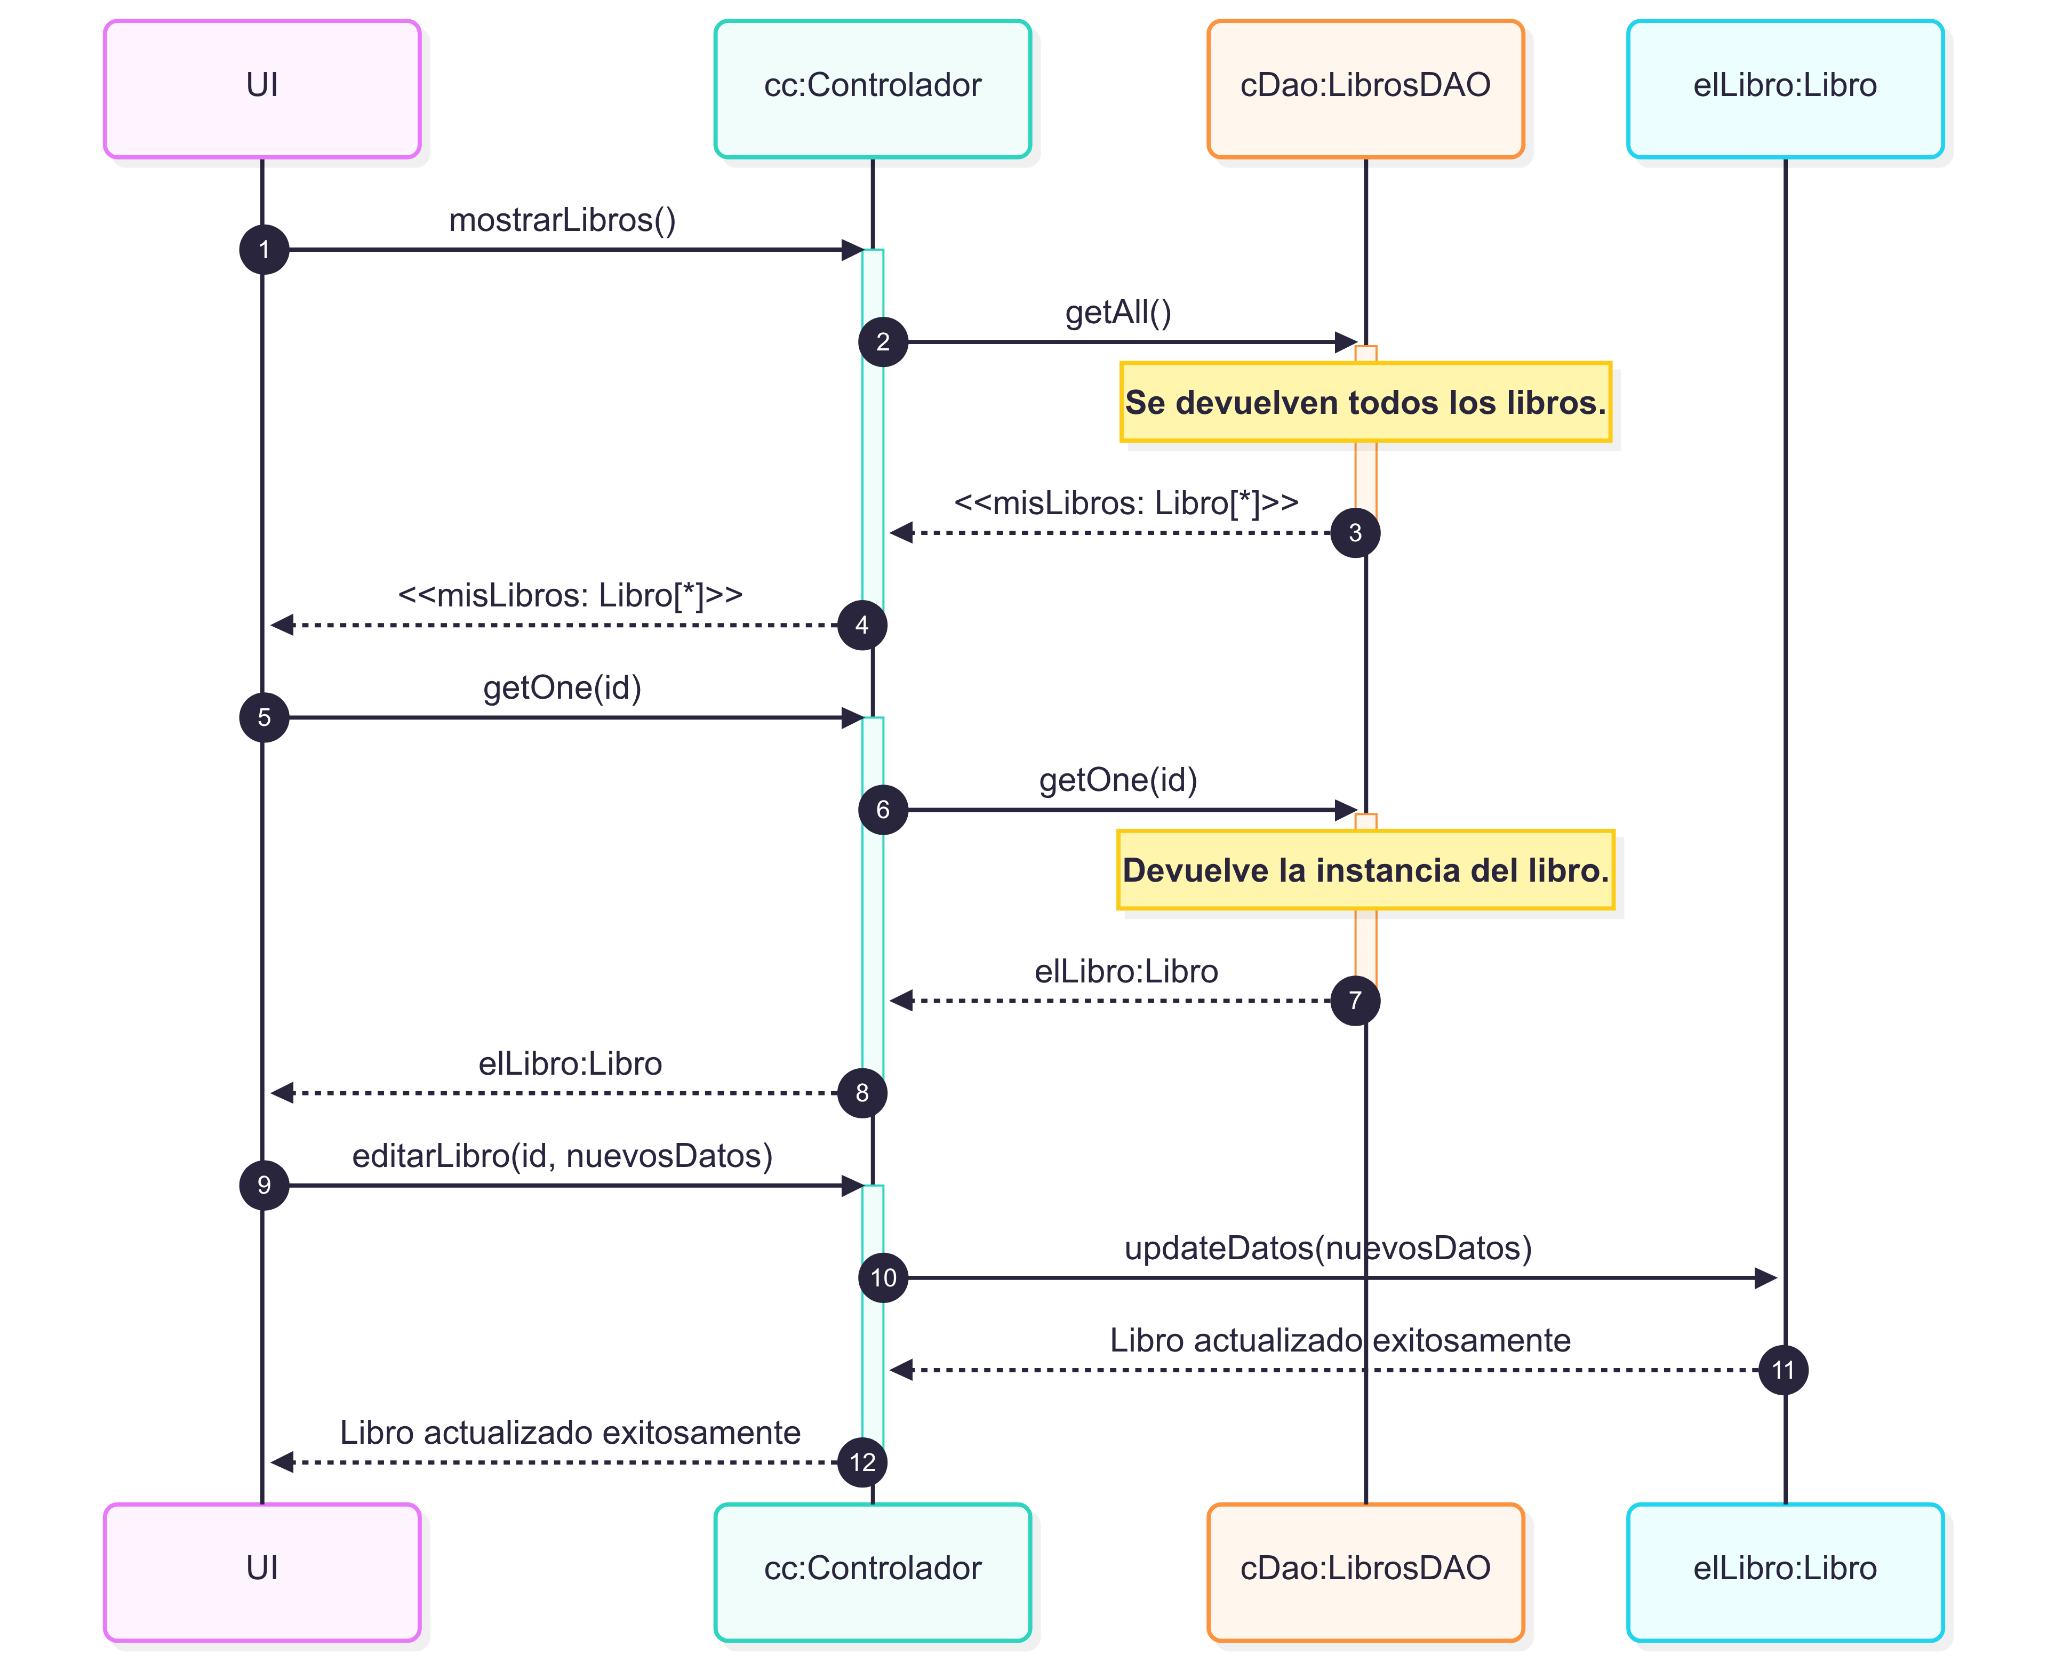 UI
cc:Controlador
cDao:LibrosDAO
elLibro:Libro
mostrarLibros()
1
getAll()
2
Se devuelven todos los libros.
<<misLibros: Libro[*]>>
3
<<misLibros: Libro[*]>>
4
getOne(id)
5
getOne(id)
6
Devuelve la instancia del libro.
elLibro:Libro
7
elLibro:Libro
8
editarLibro(id, nuevosDatos)
9
updateDatos(nuevosDatos)
10
Libro actualizado exitosamente
11
Libro actualizado exitosamente
12
UI
cc:Controlador
cDao:LibrosDAO
elLibro:Libro